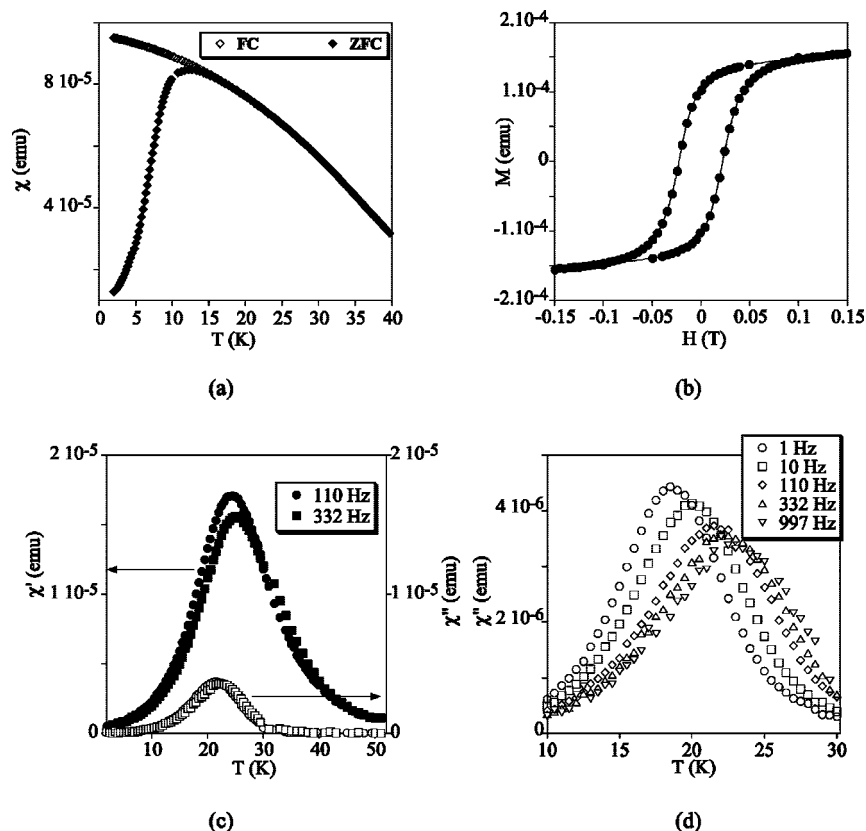 FC ZFC
8 10-5
4 10-5
χ (emu)
0 5 10 15 20 25 30 35 40
T (K)
(a)
2.10-4
1.10-4
0
-1.10-4
-2.10-4
M (emu)
-0.15 -0.1 -0.05 0 0.05 0.1 0.15
H (T)
(b)
2 10-5
1 10-5
0
χ' (emu)
110 Hz
332 Hz
2 10-5
1 10-5
0
χ" (emu)
10 20 30 40 50
T (K)
(c)
1 Hz
10 Hz
110 Hz
332 Hz
997 Hz
4 10-6
2 10-6
0
χ" (emu)
10 15 20 25 30
T (K)
(d)